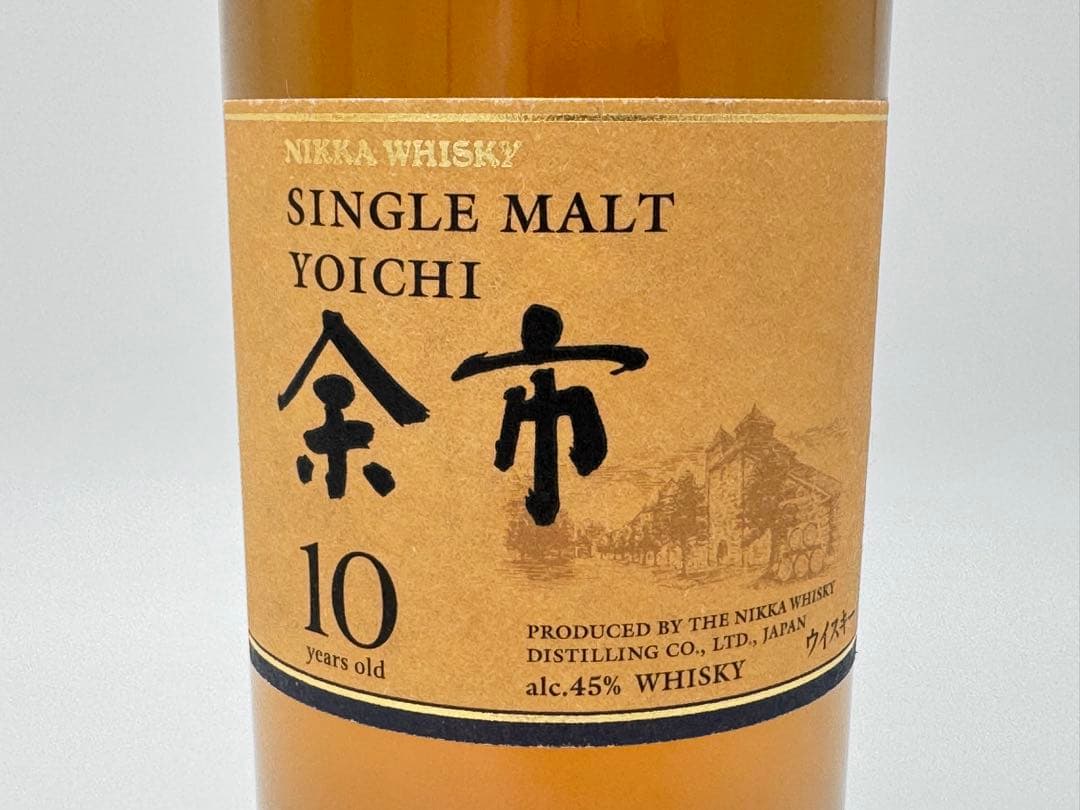 NIKKA WHISKY
SINGLE MALT
YOICHI
余市
10
years old
PRODUCED BY THE NIKKA WHISKY
DISTILLING CO., LTD., JAPAN
ウイスキー
alc.45% WHISKY